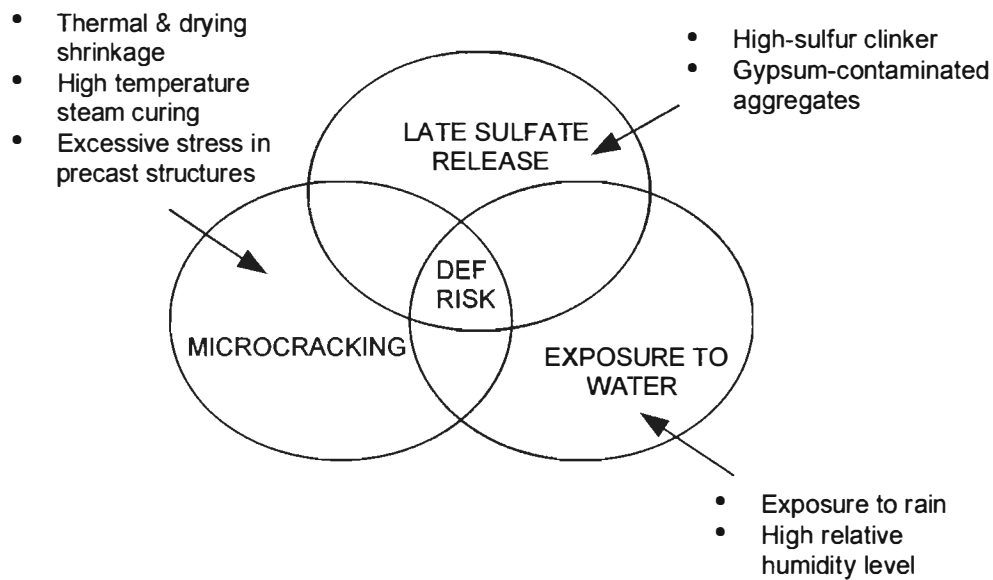 • Thermal & drying
shrinkage
• High temperature
steam curing
• Excessive stress in
precast structures
• High-sulfur clinker
• Gypsum-contaminated
aggregates
LATE SULFATE
RELEASE
DEF
RISK
MICROCRACKING
EXPOSURE TO
WATER
• Exposure to rain
• High relative
humidity level